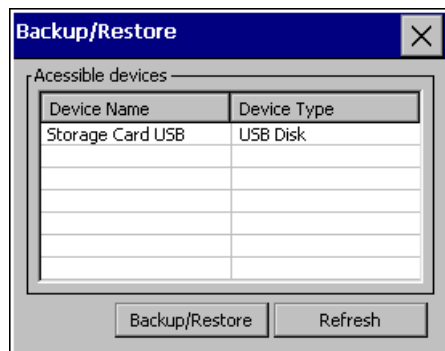 Backup/Restore
Acessible devices
Device Name Device Type
Storage Card USB USB Disk
Backup/Restore Refresh